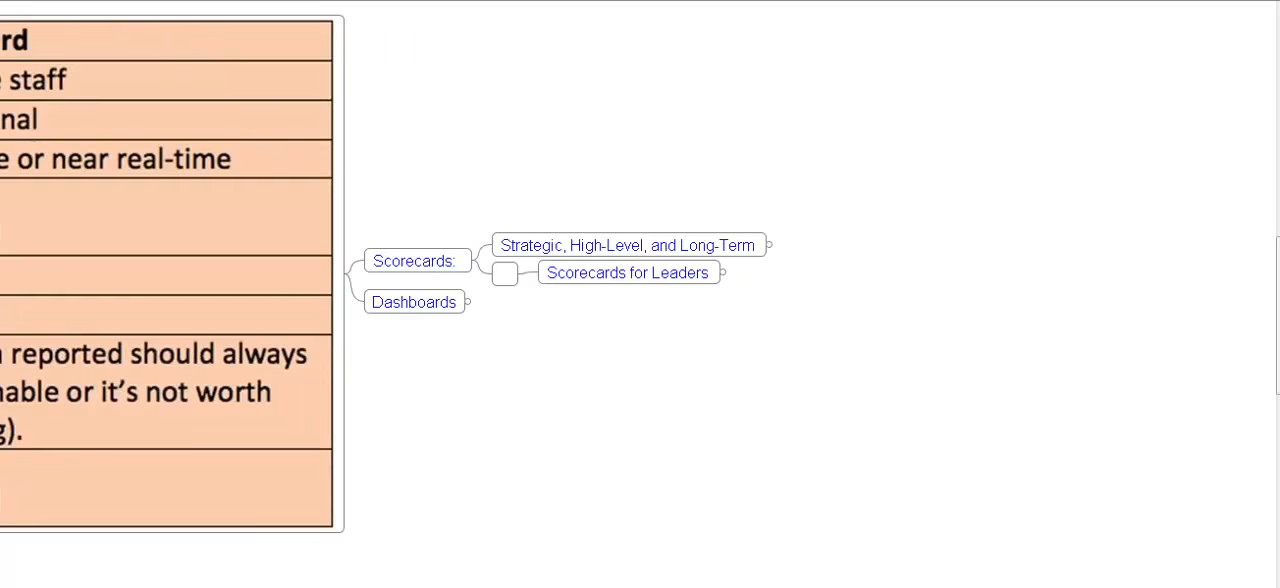 rd
staff
nal
or near real-time
reported should always
nable or it's not worth
g).
Scorecards:
Strategic, High-Level, and Long-Term
Scorecards for Leaders
Dashboards